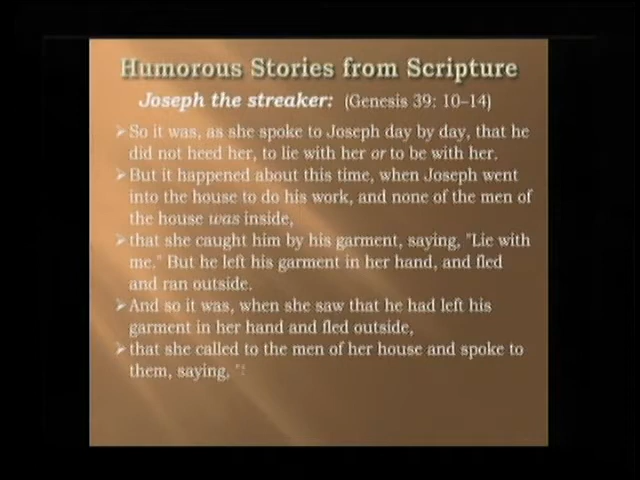 Humorous Stories from Scripture
Joseph the streaker: (Genesis 39: 10–14)
➢So it was, as she spoke to Joseph day by day, that he
did not heed her, to lie with her or to be with her.
➢But it happened about this time, when Joseph went
into the house to do his work, and none of the men of
the house was inside,
➢that she caught him by his garment, saying, "Lie with
me." But he left his garment in her hand, and fled
and ran outside.
➢And so it was, when she saw that he had left his
garment in her hand and fled outside,
➢that she called to the men of her house and spoke to
them, saying, "